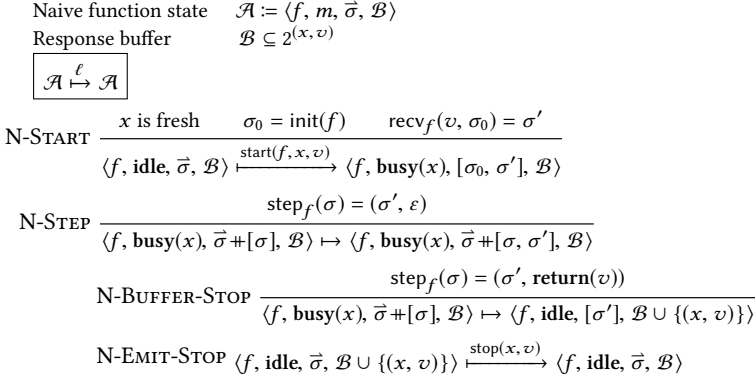 Naive function state 𝒜 ≔ ⟨f, m, σ⃗, ℬ⟩
Response buffer ℬ ⊆ 2^(x, v)
𝒜 ↦^ℓ 𝒜
x is fresh σ₀ = init(f) recv_f(v, σ₀) = σ′
N-Start
⟨f, idle, σ⃗, ℬ⟩ ↦^start(f, x, v) ⟨f, busy(x), [σ₀, σ′], ℬ⟩
step_f(σ) = (σ′, ε)
N-Step
⟨f, busy(x), σ⃗ ++ [σ], ℬ⟩ ↦ ⟨f, busy(x), σ⃗ ++ [σ, σ′], ℬ⟩
step_f(σ) = (σ′, return(v))
N-Buffer-Stop
⟨f, busy(x), σ⃗ ++ [σ], ℬ⟩ ↦ ⟨f, idle, [σ′], ℬ ∪ {(x, v)}⟩
N-Emit-Stop ⟨f, idle, σ⃗, ℬ ∪ {(x, v)}⟩ ↦^stop(x, v) ⟨f, idle, σ⃗, ℬ⟩